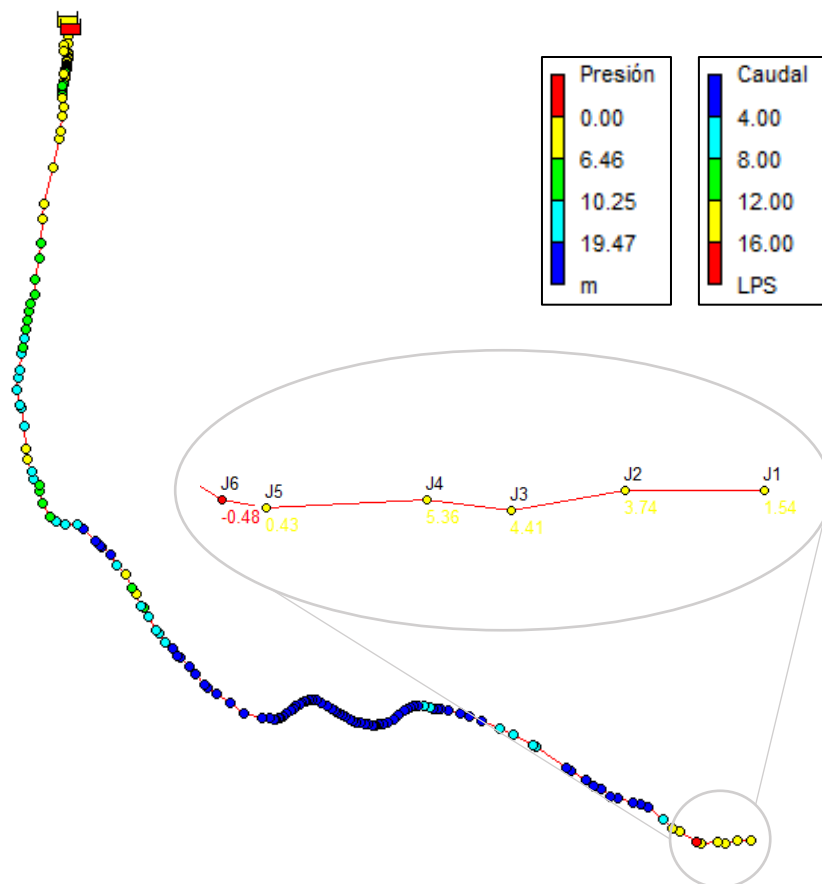 Presión
0.00
6.46
10.25
19.47
m
Caudal
4.00
8.00
12.00
16.00
LPS
J6
J5
J4
J3
J2
J1
-0.48
0.43
5.36
4.41
3.74
1.54